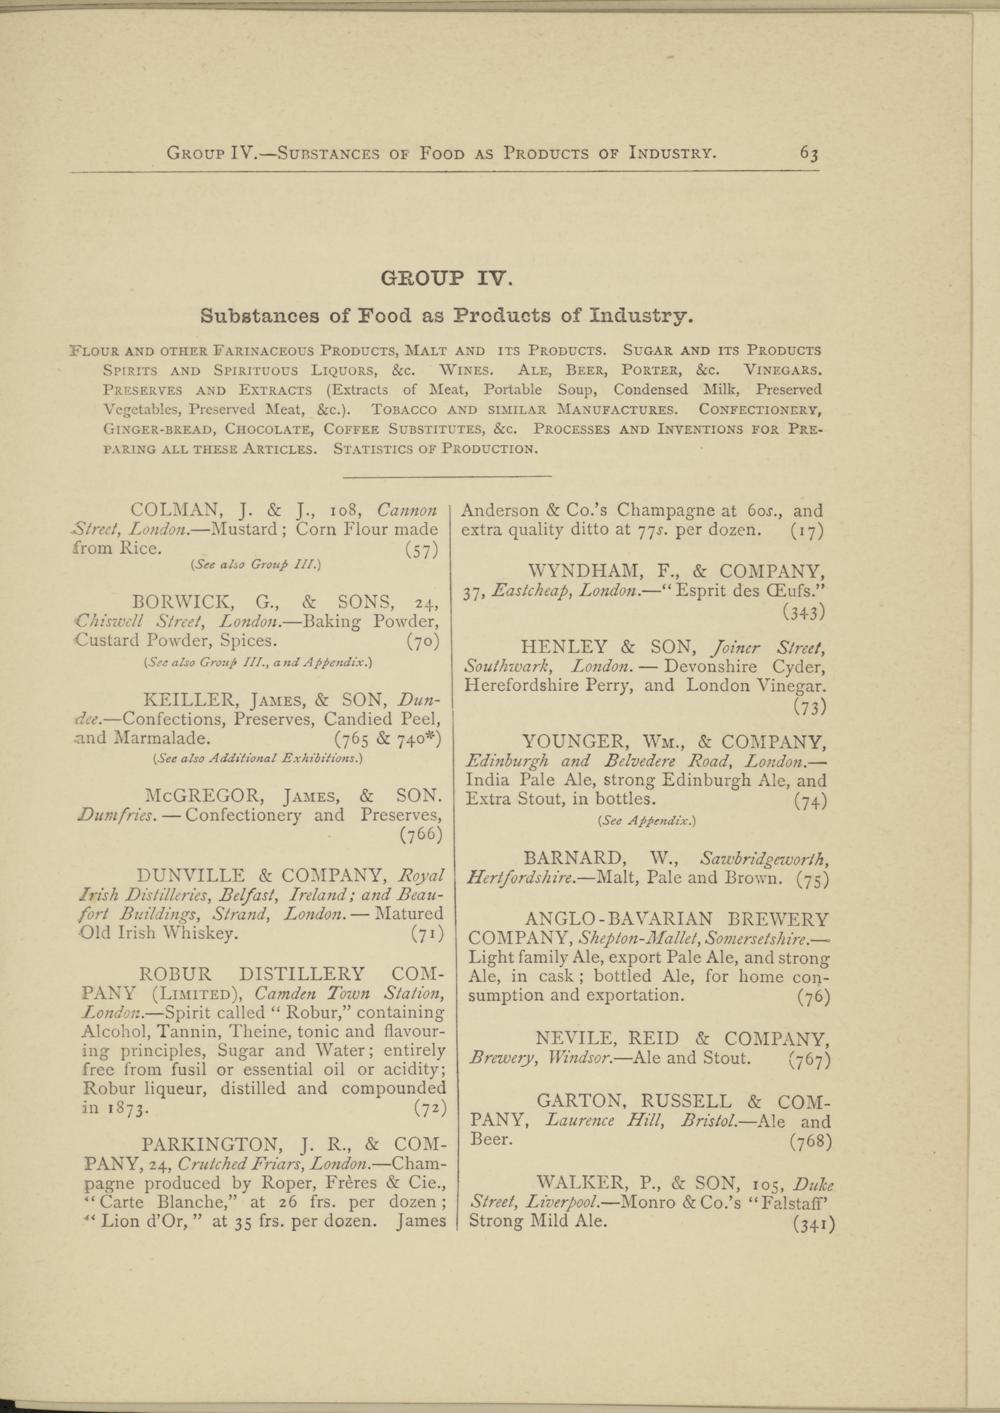 Group IV.—Substances of Food as Products of Industry. 63
GROUP IV.
Substances of Food as Products of Industry.
Flour and other Farinaceous Products, Malt and its Products. Sugar and its Products
Spirits and Spirituous Liquors, &c. Wines. Ale, Beer, Porter, &c. Vinegars.
Preserves and Extracts (Extracts of Meat, Portable Soup, Condensed Milk, Preserved
Vegetables, Preserved Meat, &c.). Tobacco and similar Manufactures. Confectionery,
Ginger-bread, Chocolate, Coffee Substitutes, &c. Processes and Inventions for Pre-
paring all these Articles. Statistics of Production.
COLMAN, J. & J., 108, Cannon
Street, London.—Mustard; Corn Flour made
from Rice. (57)
(See also Group III.)
BORWICK, G., & SONS, 24,
Chiswell Street, London.—Baking Powder,
Custard Powder, Spices. (70)
(See also Group III., and Appendix.)
KEILLER, James, & SON, Dun-
dee.—Confections, Preserves, Candied Peel,
and Marmalade. (765 & 740*)
(See also Additional Exhibitions.)
McGREGOR, James, & SON.
Dumfries.—Confectionery and Preserves,
(766)
DUNVILLE & COMPANY, Royal
Irish Distilleries, Belfast, Ireland; and Beau-
fort Buildings, Strand, London.—Matured
Old Irish Whiskey. (71)
ROBUR DISTILLERY COM-
PANY (Limited), Camden Town Station,
London.—Spirit called "Robur," containing
Alcohol, Tannin, Theine, tonic and flavour-
ing principles, Sugar and Water; entirely
free from fusil or essential oil or acidity;
Robur liqueur, distilled and compounded
in 1873. (72)
PARKINGTON, J. R., & COM-
PANY, 24, Crutched Friars, London.—Cham-
pagne produced by Roper, Frères & Cie.,
"Carte Blanche," at 26 frs. per dozen;
"Lion d'Or," at 35 frs. per dozen. James
Anderson & Co.'s Champagne at 60s., and
extra quality ditto at 77s. per dozen. (17)
WYNDHAM, F., & COMPANY,
37, Eastcheap, London.—"Esprit des Œufs."
(343)
HENLEY & SON, Joiner Street,
Southwark, London.—Devonshire Cyder,
Herefordshire Perry, and London Vinegar.
(73)
YOUNGER, Wm., & COMPANY,
Edinburgh and Belvedere Road, London.—
India Pale Ale, strong Edinburgh Ale, and
Extra Stout, in bottles. (74)
(See Appendix.)
BARNARD, W., Sawbridgeworth,
Hertfordshire.—Malt, Pale and Brown. (75)
ANGLO-BAVARIAN BREWERY
COMPANY, Shepton-Mallet, Somersetshire.—
Light family Ale, export Pale Ale, and strong
Ale, in cask; bottled Ale, for home con-
sumption and exportation. (76)
NEVILE, REID & COMPANY,
Brewery, Windsor.—Ale and Stout. (767)
GARTON, RUSSELL & COM-
PANY, Laurence Hill, Bristol.—Ale and
Beer. (768)
WALKER, P., & SON, 105, Duke
Street, Liverpool.—Monro & Co.'s "Falstaff"
Strong Mild Ale. (341)